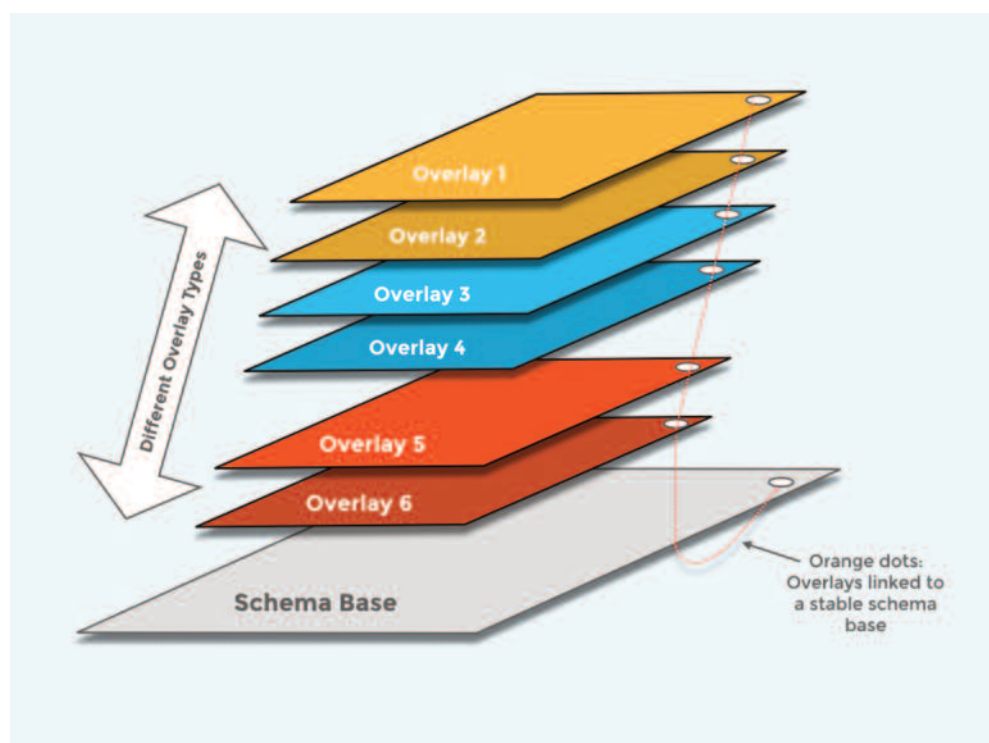 Overlay 1
Overlay 2
Overlay 3
Overlay 4
Different Overlay Types
Overlay 5
Overlay 6
Schema Base
Orange dots:
Overlays linked to
a stable schema
base